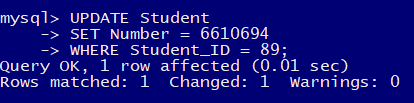 mysql> UPDATE Student
    -> SET Number = 6610694
    -> WHERE Student_ID = 89;
Query OK, 1 row affected (0.01 sec)
Rows matched: 1  Changed: 1  Warnings: 0